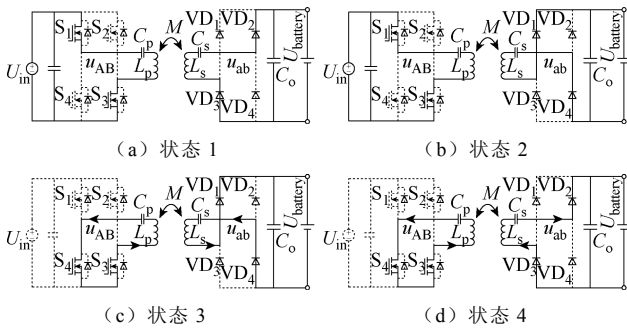 S1 S2 Cp M Cs VD1 VD2
Uin uAB Lp Ls uab Co Ubattery
S4 S3 VD3 VD4
(a) 状态 1
S1 S2 Cp M Cs VD1 VD2
Uin uAB Lp Ls uab Co Ubattery
S4 S3 VD3 VD4
(b) 状态 2
S1 S2 Cp M Cs VD1 VD2
Uin uAB Lp Ls uab Co Ubattery
S4 S3 VD3 VD4
(c) 状态 3
S1 S2 Cp M Cs VD1 VD2
Uin uAB Lp Ls uab Co Ubattery
S4 S3 VD3 VD4
(d) 状态 4